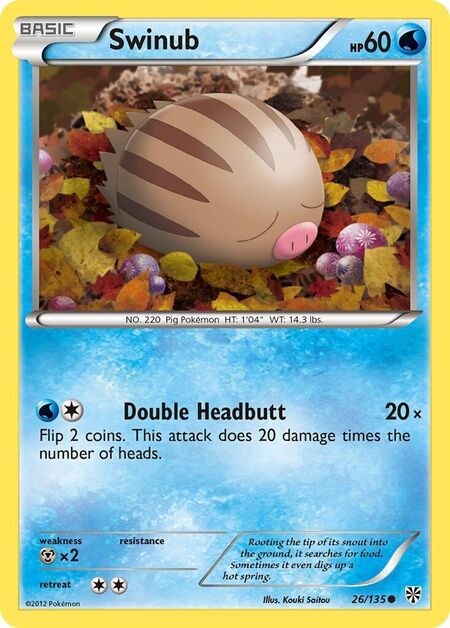 BASIC
Swinub
HP60
NO. 220 Pig Pokémon HT: 1'04" WT: 14.3 lbs.
Double Headbutt 20×
Flip 2 coins. This attack does 20 damage times the
number of heads.
weakness resistance
×2
retreat
Rooting the tip of its snout into
the ground, it searches for food.
Sometimes it even digs up a
hot spring.
©2012 Pokémon
Illus. Kouki Saitou
26/135